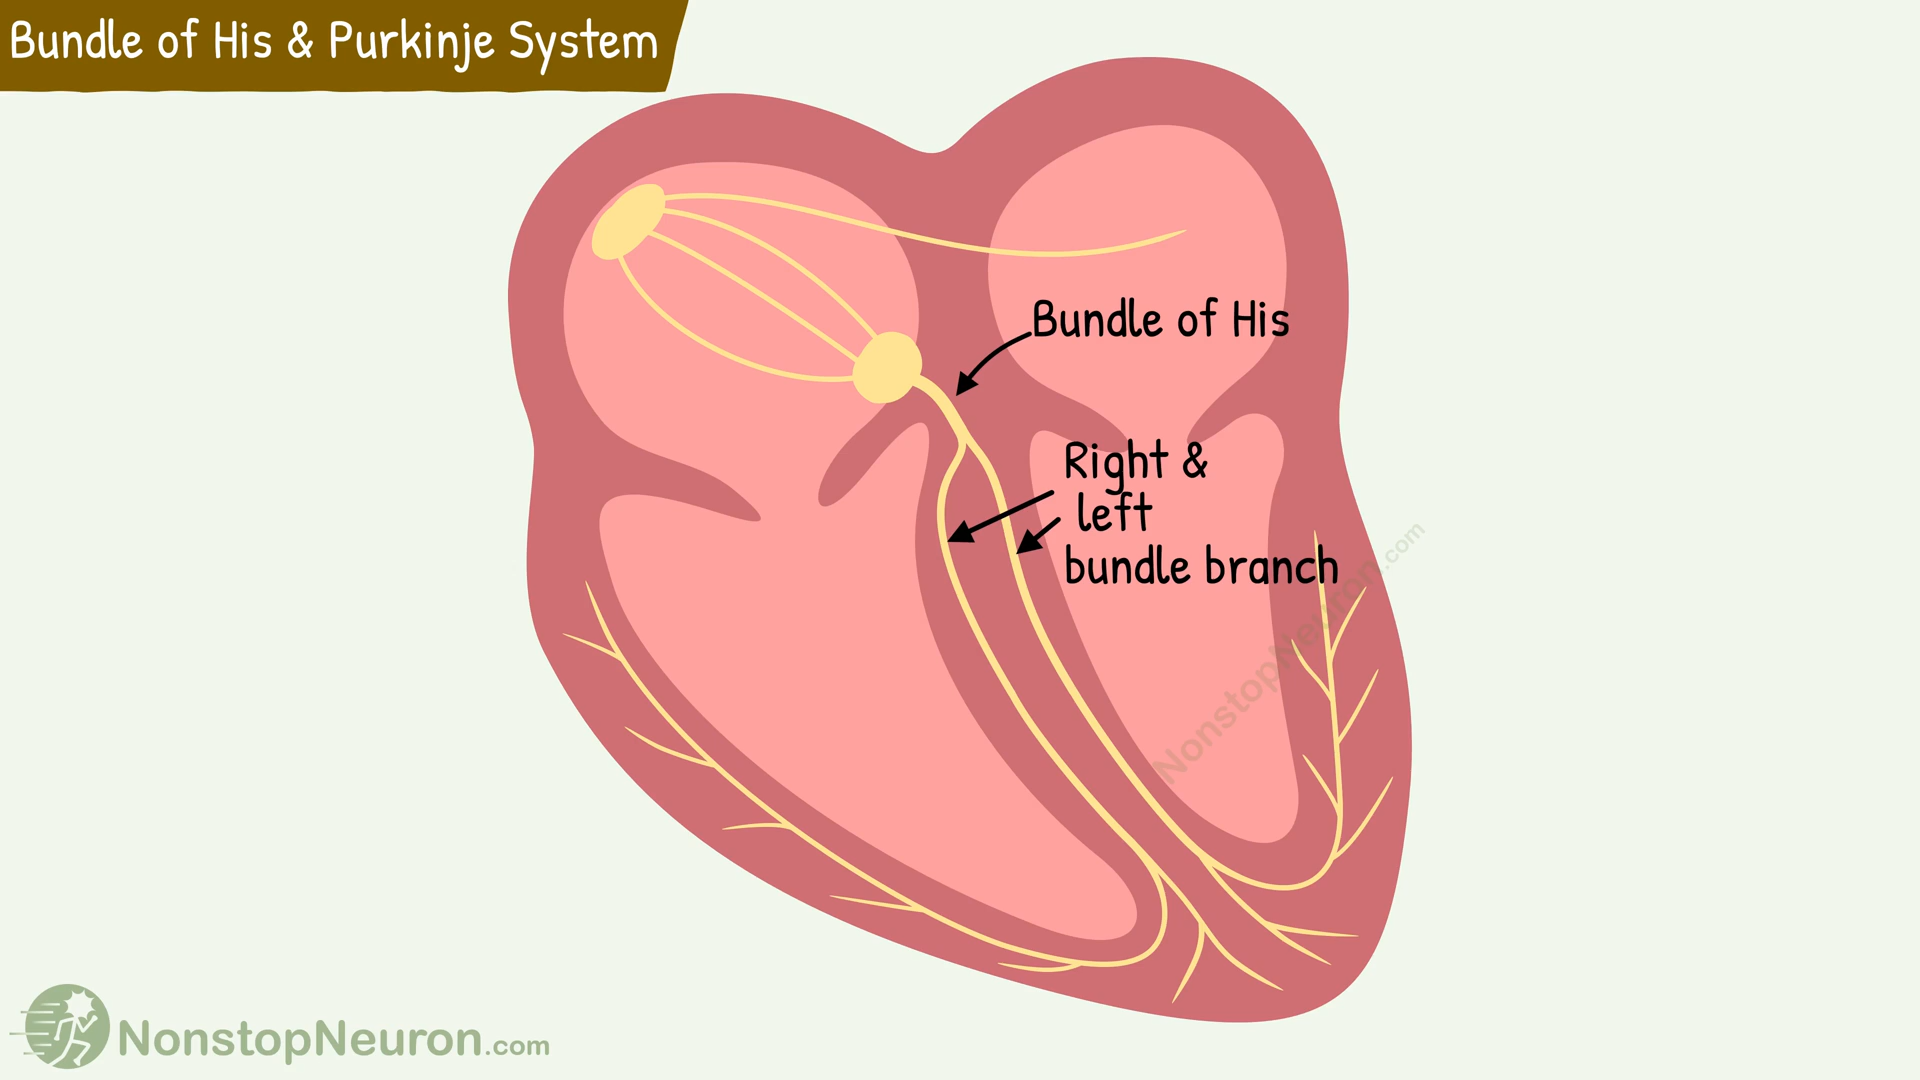 Bundle of His & Purkinje System
Bundle of His
Right &
left
bundle branch
NonstopNeuron.com
NonstopNeuron.com